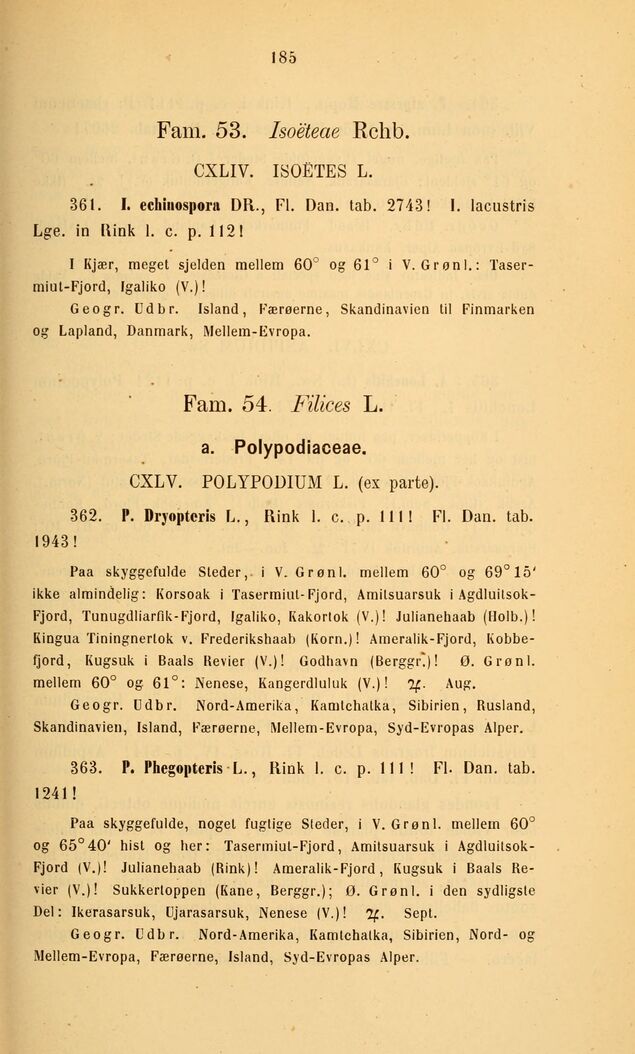 185
Fam. 53. Isoëteae Rchb.
CXLIV. ISOËTES L.
361. I. echinospora DR., Fl. Dan. tab. 2743! I. lacustris
Lge. in Rink l. c. p. 112!
I Kjær, meget sjelden mellem 60° og 61° i V. Grønl.: Taser-
miut-Fjord, Igaliko (V.)!
Geogr. Udbr. Island, Færøerne, Skandinavien til Finmarken
og Lapland, Danmark, Mellem-Evropa.
Fam. 54. Filices L.
a. Polypodiaceae.
CXLV. POLYPODIUM L. (ex parte).
362. P. Dryopteris L., Rink l. c. p. 111! Fl. Dan. tab.
1943!
Paa skyggefulde Steder, i V. Grønl. mellem 60° og 69° 15'
ikke almindelig: Korsoak i Tasermiut-Fjord, Amitsuarsuk i Agdluitsok-
Fjord, Tunugdliarfik-Fjord, Igaliko, Kakortok (V.)! Julianehaab (Holb.)!
Kingua Tiningnertok v. Frederikshaab (Korn.)! Ameralik-Fjord, Kobbe-
fjord, Kugsuk i Baals Revier (V.)! Godhavn (Berggr.)! Ø. Grønl.
mellem 60° og 61°: Nenese, Kangerdluluk (V.)! ♃. Aug.
Geogr. Udbr. Nord-Amerika, Kamtchatka, Sibirien, Rusland,
Skandinavien, Island, Færøerne, Mellem-Evropa, Syd-Evropas Alper.
363. P. Phegopteris L., Rink l. c. p. 111! Fl. Dan. tab.
1241!
Paa skyggefulde, noget fugtige Steder, i V. Grønl. mellem 60°
og 65° 40' hist og her: Tasermiut-Fjord, Amitsuarsuk i Agdluitsok-
Fjord (V.)! Julianehaab (Rink)! Ameralik-Fjord, Kugsuk i Baals Re-
vier (V.)! Sukkertoppen (Kane, Berggr.); Ø. Grønl. i den sydligste
Del: Ikerasarsuk, Ujarasarsuk, Nenese (V.)! ♃. Sept.
Geogr. Udbr. Nord-Amerika, Kamtchatka, Sibirien, Nord- og
Mellem-Evropa, Færøerne, Island, Syd-Evropas Alper.